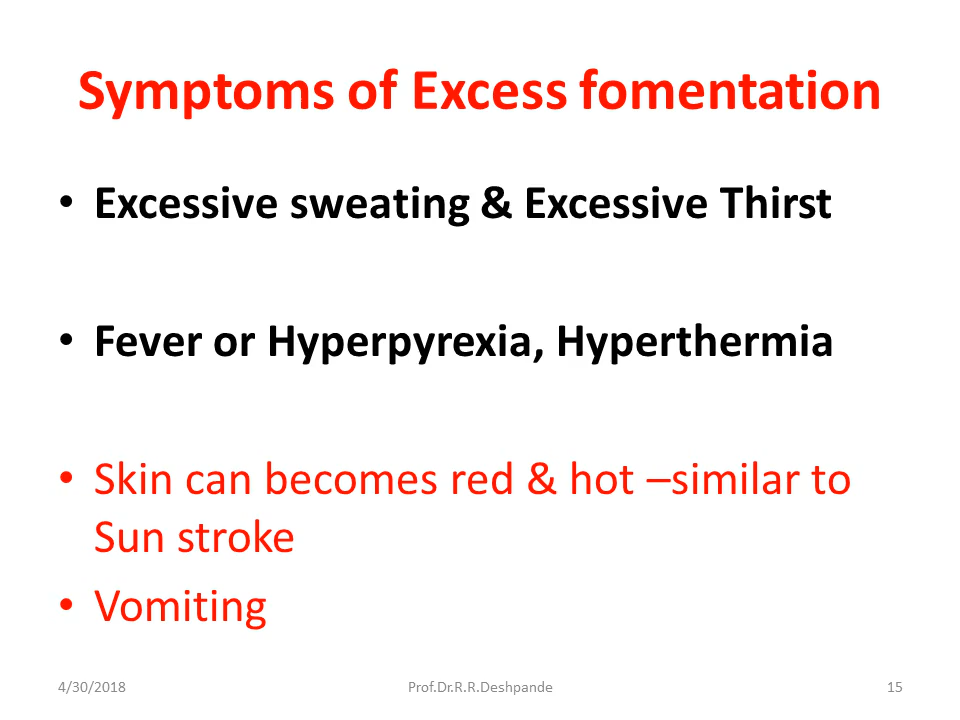 Symptoms of Excess fomentation
• Excessive sweating & Excessive Thirst
• Fever or Hyperpyrexia, Hyperthermia
• Skin can becomes red & hot –similar to
Sun stroke
• Vomiting
4/30/2018 Prof.Dr.R.R.Deshpande 15